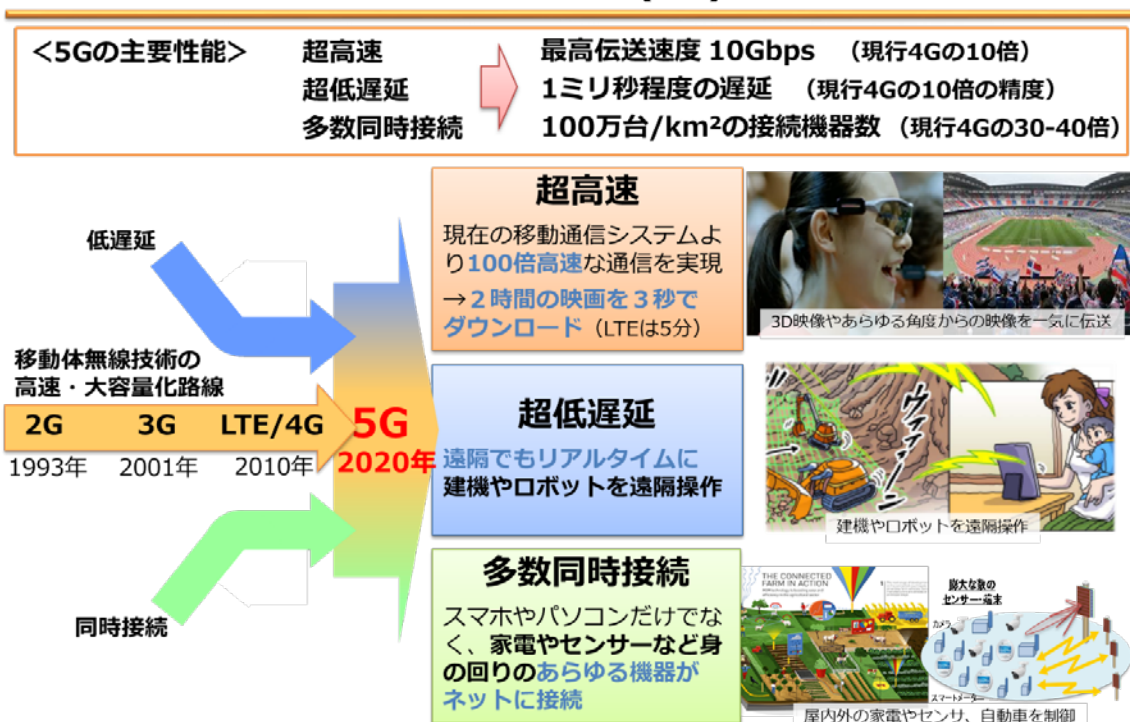 <5Gの主要性能>
超高速
最高伝送速度 10Gbps (現行4Gの10倍)
超低遅延
1ミリ秒程度の遅延 (現行4Gの10倍の精度)
多数同時接続
100万台/km²の接続機器数 (現行4Gの30-40倍)
低遅延
移動体無線技術の
高速・大容量化路線
2G
3G
LTE/4G
5G
1993年
2001年
2010年
2020年
同時接続
超高速
現在の移動通信システムよ
り100倍高速な通信を実現
→２時間の映画を３秒で
ダウンロード（LTEは5分）
3D映像やあらゆる角度からの映像を一気に伝送
超低遅延
遠隔でもリアルタイムに
建機やロボットを遠隔操作
ヴィィーン
建機やロボットを遠隔操作
多数同時接続
スマホやパソコンだけでな
く、家電やセンサーなど身
の回りのあらゆる機器が
ネットに接続
THE CONNECTED
FARM IN ACTION
膨大な数の
センサー・端末
カメラ
スマートメーター
屋内外の家電やセンサ、自動車を制御